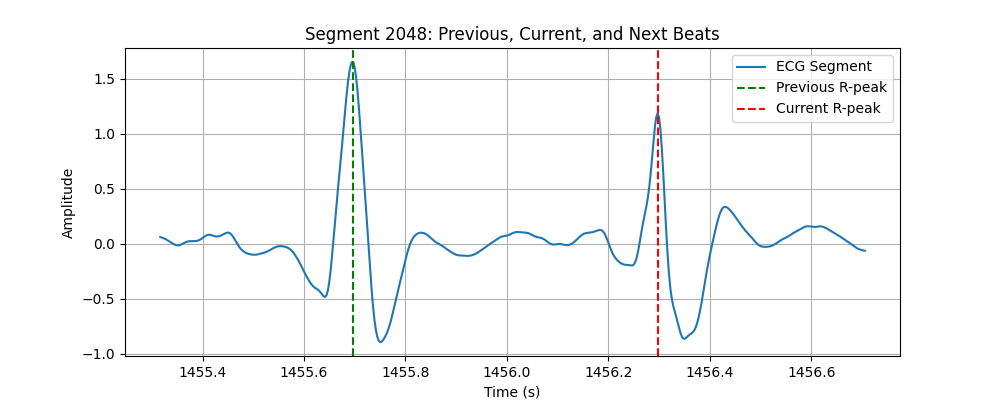 Segment 2048: Previous, Current, and Next Beats
ECG Segment
Previous R-peak
Current R-peak
Amplitude
1.5
1.0
0.5
0.0
−0.5
−1.0
1455.4 1455.6 1455.8 1456.0 1456.2 1456.4 1456.6
Time (s)